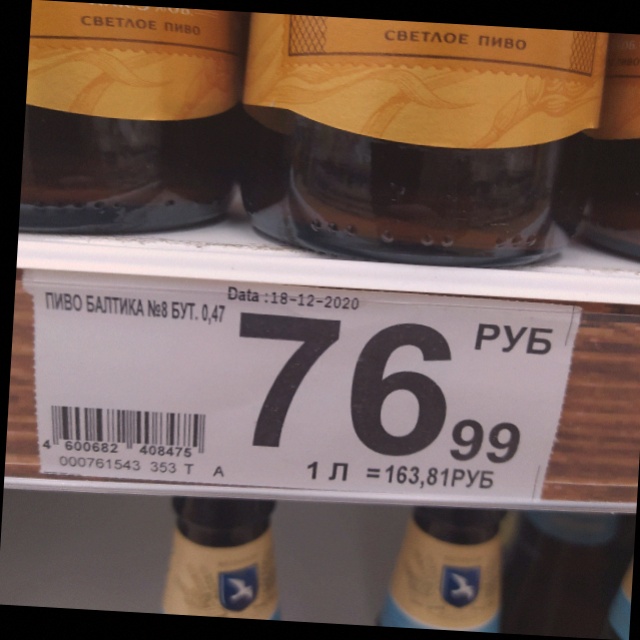 СВЕТЛОЕ ПИВО
СВЕТЛОЕ ПИВО
ПИВО БАЛТИКА №8 БУТ. 0,47
Data :18-12-2020
76 99
РУБ
4 600682 408475
000761543 353 Т А
1 Л =163,81РУБ